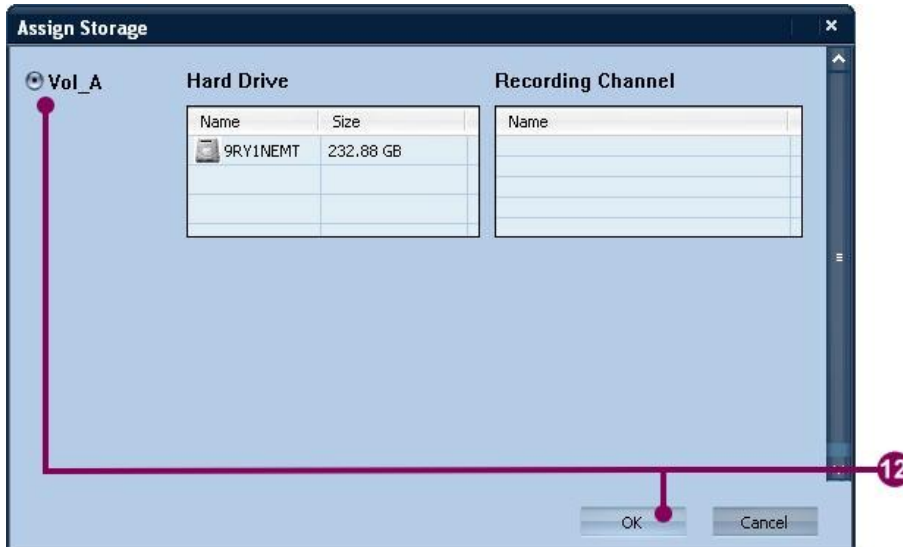 Assign Storage
Vol_A
Hard Drive
Name Size
9RY1NEMT 232.88 GB
Recording Channel
Name
12
OK Cancel